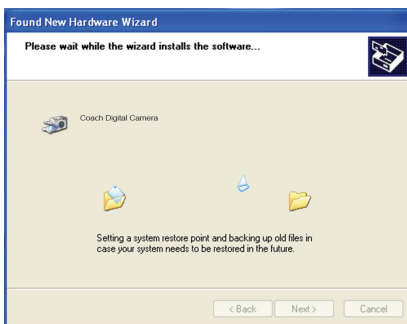 Found New Hardware Wizard
Please wait while the wizard installs the software...
Coach Digital Camera
Setting a system restore point and backing up old files in
case your system needs to be restored in the future.
< Back
Next >
Cancel